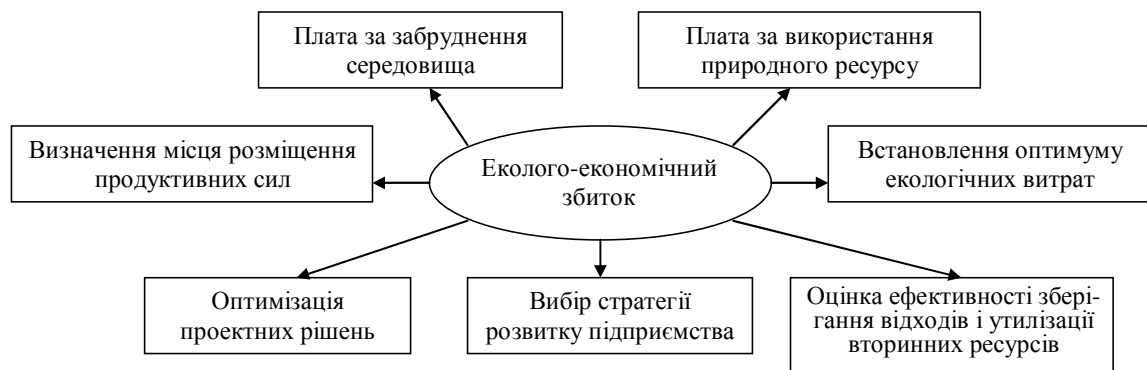 Плата за забруднення
середовища
Плата за використання
природного ресурсу
Визначення місця розміщення
продуктивних сил
Еколого-економічний
збиток
Встановлення оптимуму
екологічних витрат
Оптимізація
проектних рішень
Вибір стратегії
розвитку підприємства
Оцінка ефективності збері-
гання відходів і утилізації
вторинних ресурсів